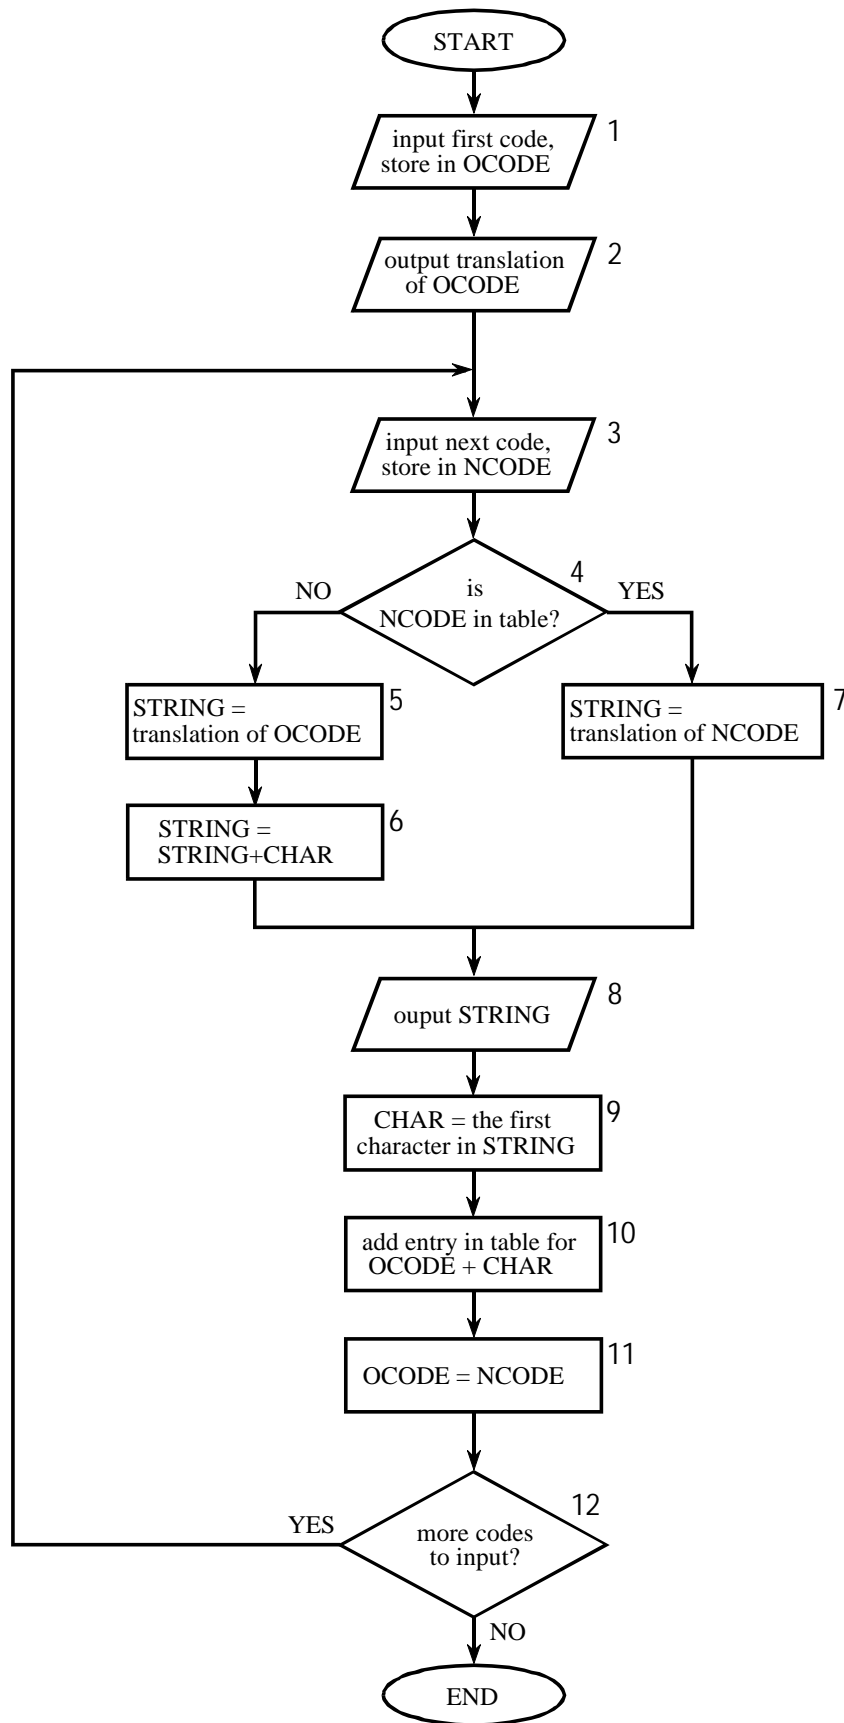 START
1
input first code,
store in OCODE
2
output translation
of OCODE
3
input next code,
store in NCODE
4
is
NCODE in table?
NO
YES
5
STRING =
translation of OCODE
7
STRING =
translation of NCODE
6
STRING =
STRING+CHAR
8
ouput STRING
9
CHAR = the first
character in STRING
10
add entry in table for
OCODE + CHAR
11
OCODE = NCODE
12
more codes
to input?
YES
NO
END